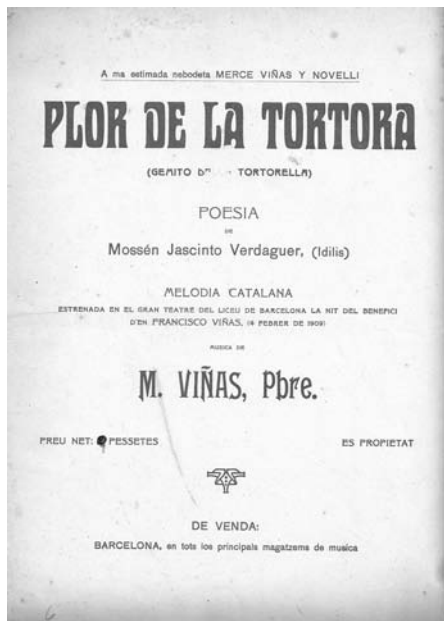 A ma estimada nebodeta MERCE VIÑAS Y NOVELLI
PLOR DE LA TORTORA
(GEMITO TORTORELLA)
POESIA
DE
Mossén Jascinto Verdaguer, (Idilis)
MELODIA CATALANA
ESTRENADA EN EL GRAN TEATRE DEL LICEU DE BARCELONA LA NIT DEL BENEFICI
D'EN FRANCISCO VIÑAS, FEBRER DE 1909)
MUSICA DE
M. VIÑAS, Pbre.
PREU NET: PESSETES
ES PROPIETAT
DE VENDA:
BARCELONA, en tots los principals magatzems de musica